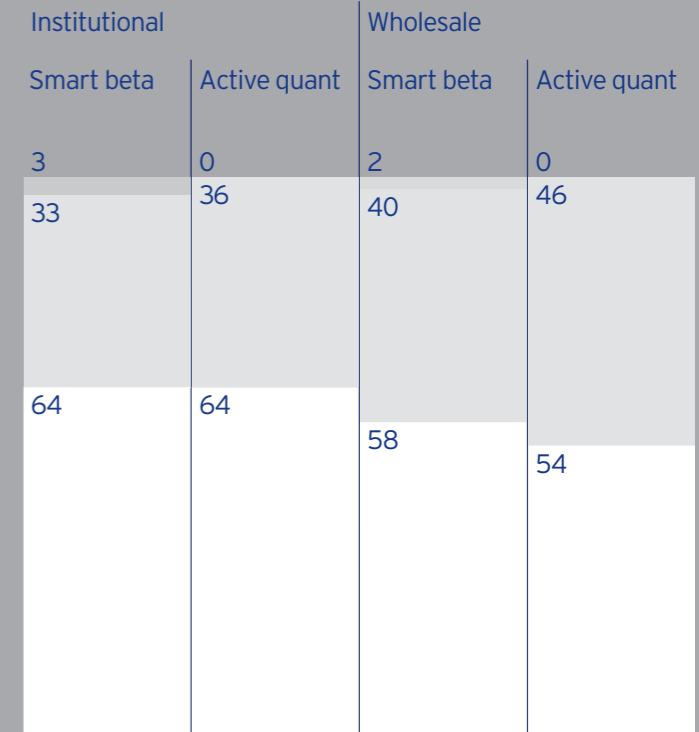 Institutional Wholesale
Smart beta Active quant Smart beta Active quant
3 0 2 0
33 36 40 46
64 64 58 54